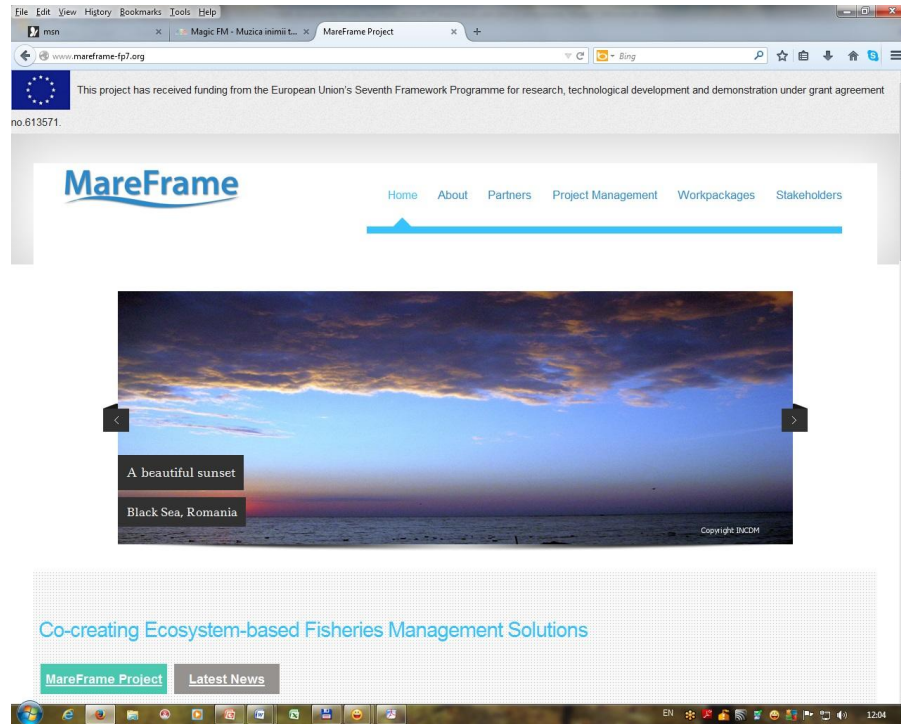 File Edit View History Bookmarks Tools Help
msn
Magic FM - Muzica inimii t...
MareFrame Project
www.mareframe-fp7.org
Bing
This project has received funding from the European Union's Seventh Framework Programme for research, technological development and demonstration under grant agreement
no.613571.
MareFrame
Home About Partners Project Management Workpackages Stakeholders
A beautiful sunset
Black Sea, Romania
Copyright INCDM
Co-creating Ecosystem-based Fisheries Management Solutions
MareFrame Project Latest News
EN 12:04